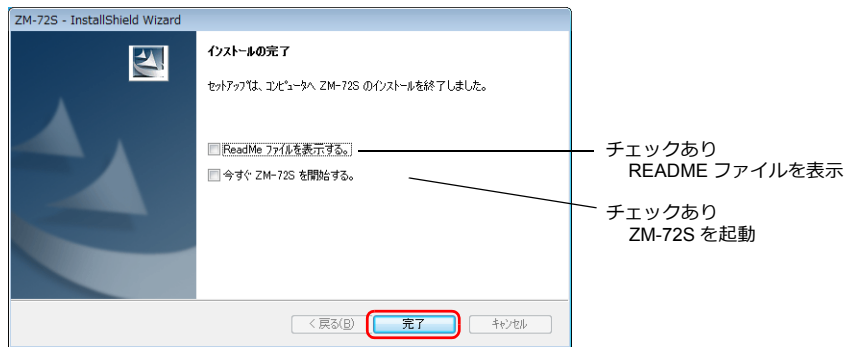 ZM-72S - InstallShield Wizard
インストールの完了
セットアップは、コンピュータへ ZM-72S のインストールを終了しました。
ReadMe ファイルを表示する。
今すぐ ZM-72S を開始する。
チェックあり
README ファイルを表示
チェックあり
ZM-72S を起動
< 戻る(B)
完了
キャンセル